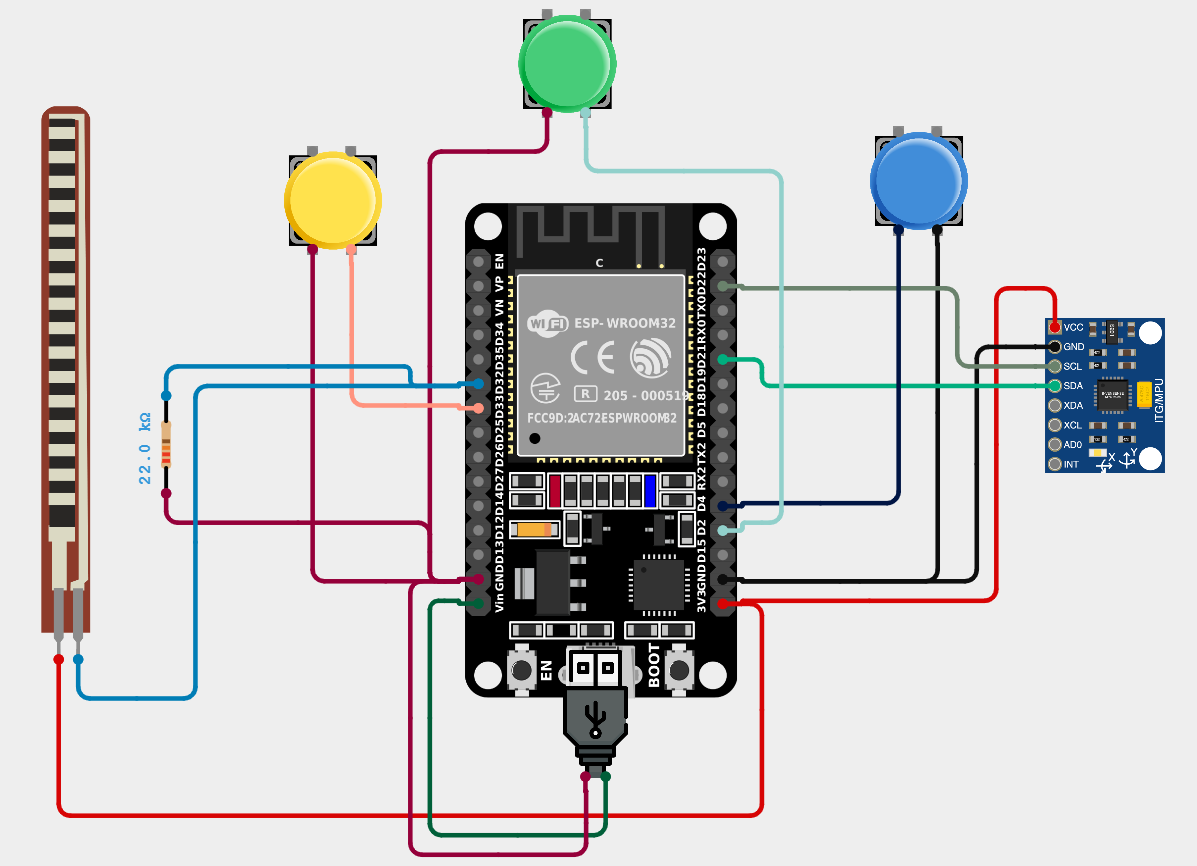 22.0 kΩ
C
WiFi ESP-WROOM32
CE
R 205 - 000519
FCC9D:2AC72ESPWROOM32
EN
VP
VN
D34
D35
D32
D33
D25
D26
D27
D14
D12
D13
GND
Vin
D23
D22
TX0
RX0
D21
D19
D18
D5
TX2
RX2
D4
D2
D15
GND
3V3
EN
BOOT
VCC
GND
SCL
SDA
XDA
XCL
AD0
INT
ITG/MPU
X
Y